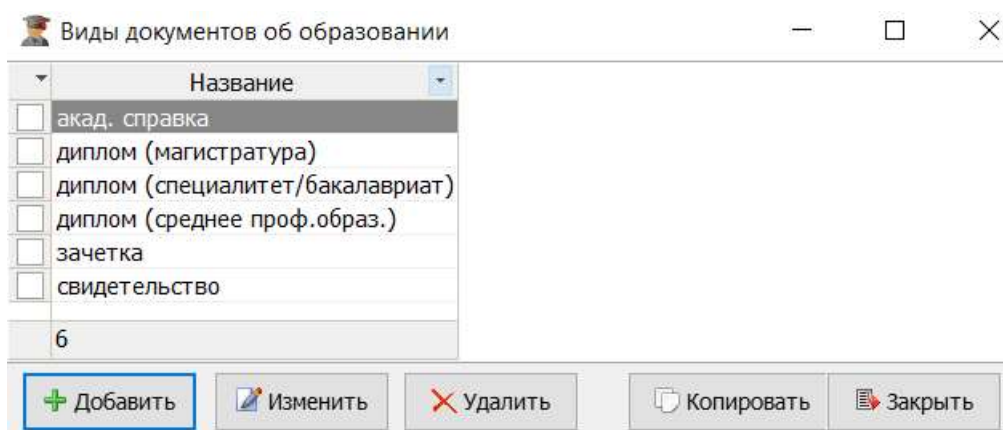 Виды документов об образовании
Название
акад. справка
диплом (магистратура)
диплом (специалитет/бакалавриат)
диплом (среднее проф.образ.)
зачетка
свидетельство
6
Добавить Изменить Удалить Копировать Закрыть